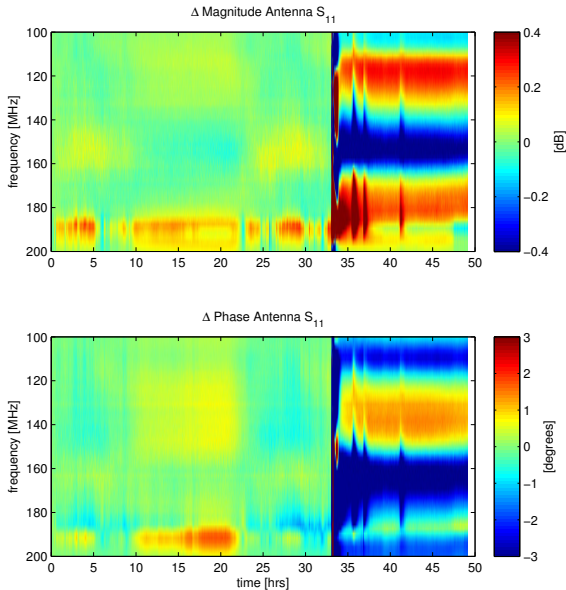 Δ Magnitude Antenna S₁₁
frequency [MHz]
100
120
140
160
180
200
0 5 10 15 20 25 30 35 40 45 50
0.4
0.2
0
−0.2
−0.4
[dB]
Δ Phase Antenna S₁₁
frequency [MHz]
100
120
140
160
180
200
0 5 10 15 20 25 30 35 40 45 50
time [hrs]
3
2
1
0
−1
−2
−3
[degrees]